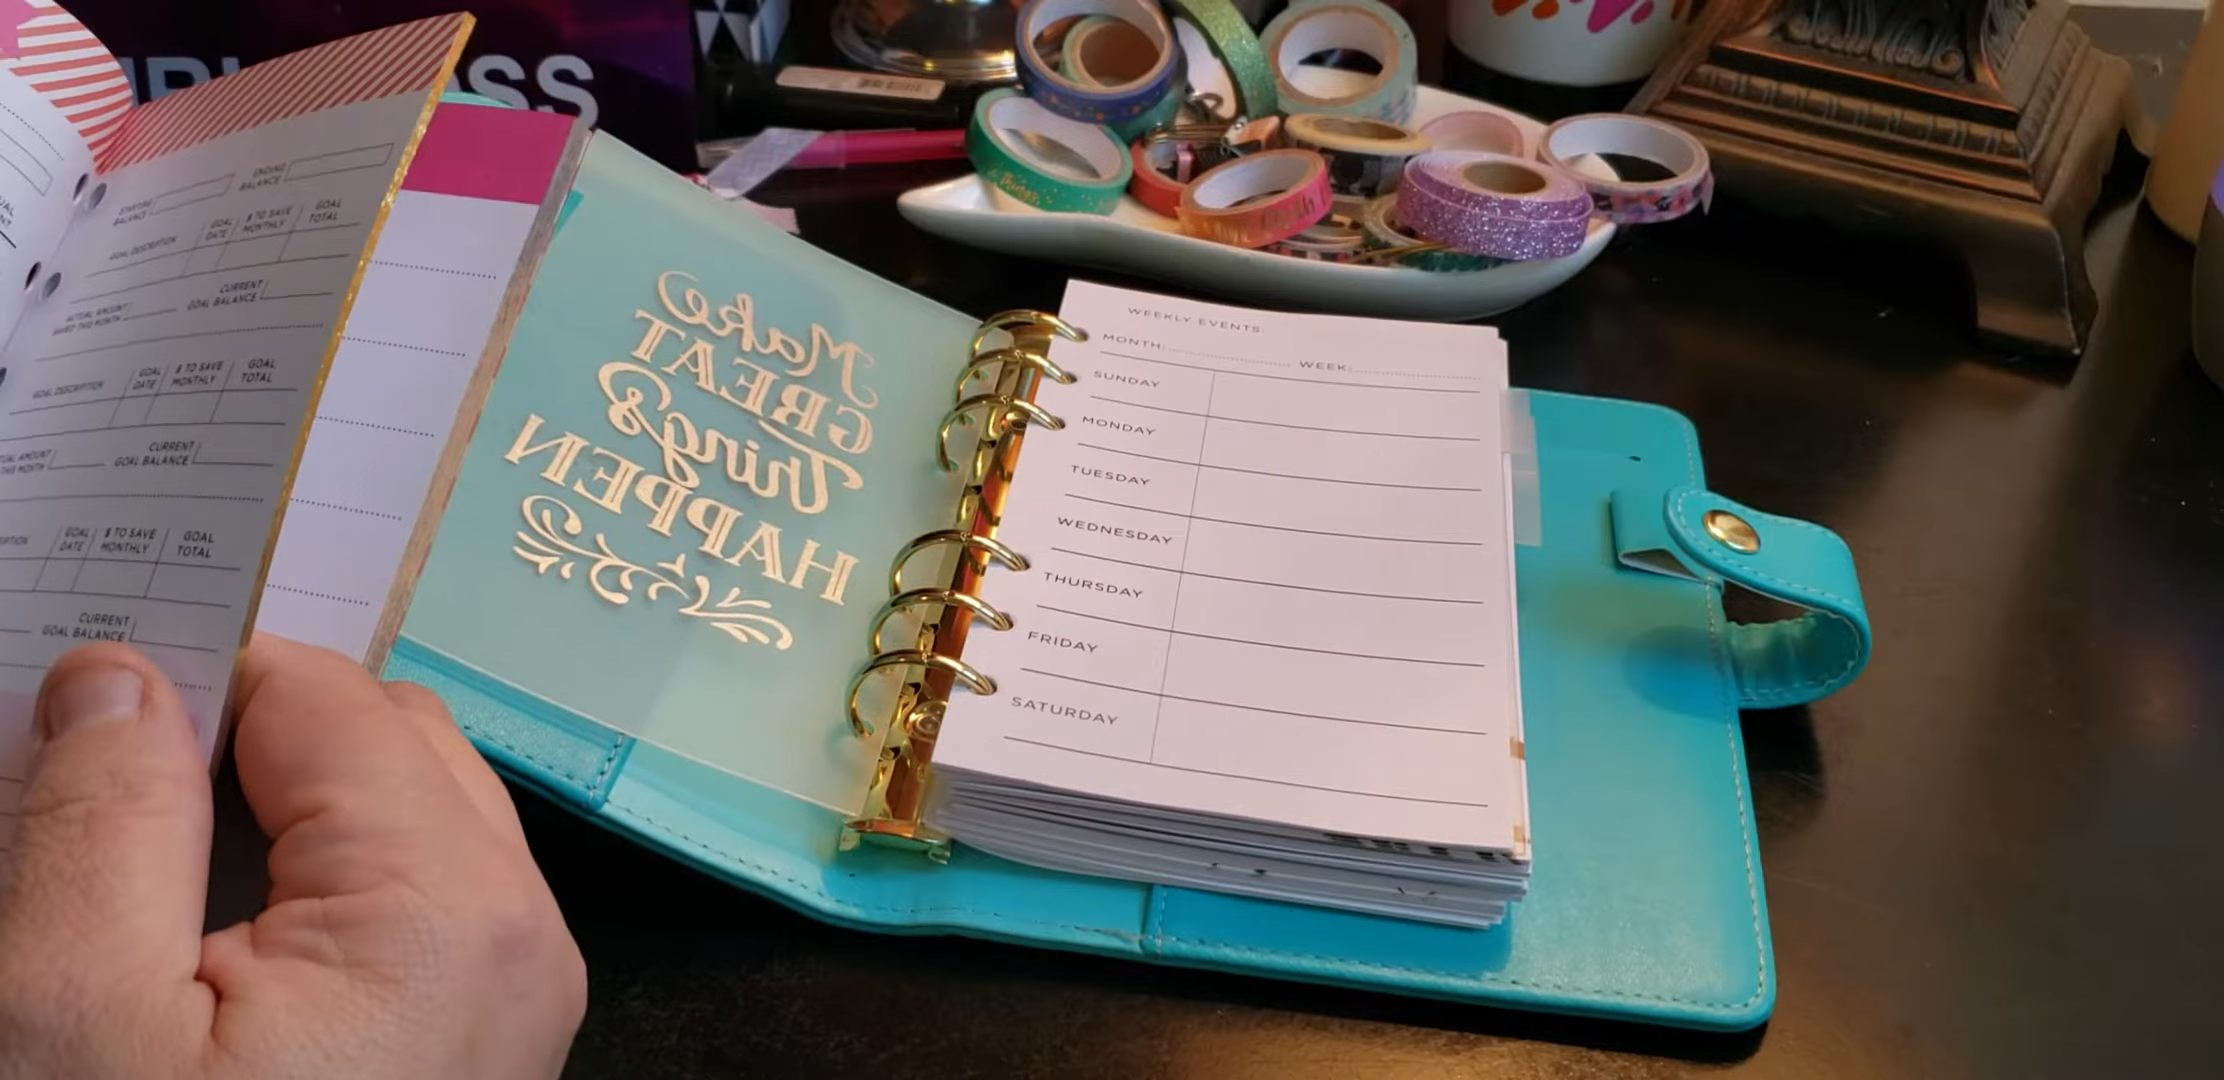 SS
STARTING BALANCE
ENDING BALANCE
GOAL DESCRIPTION GOAL DATE $ TO SAVE MONTHLY GOAL TOTAL
ACTUAL AMOUNT SAVED THIS MONTH CURRENT GOAL BALANCE
GOAL DESCRIPTION GOAL DATE $ TO SAVE MONTHLY GOAL TOTAL
CURRENT GOAL BALANCE
GOAL DATE $ TO SAVE MONTHLY GOAL TOTAL
CURRENT GOAL BALANCE
Make
GREAT
Things
HAPPEN
WEEKLY EVENTS:
MONTH: WEEK:
SUNDAY
MONDAY
TUESDAY
WEDNESDAY
THURSDAY
FRIDAY
SATURDAY